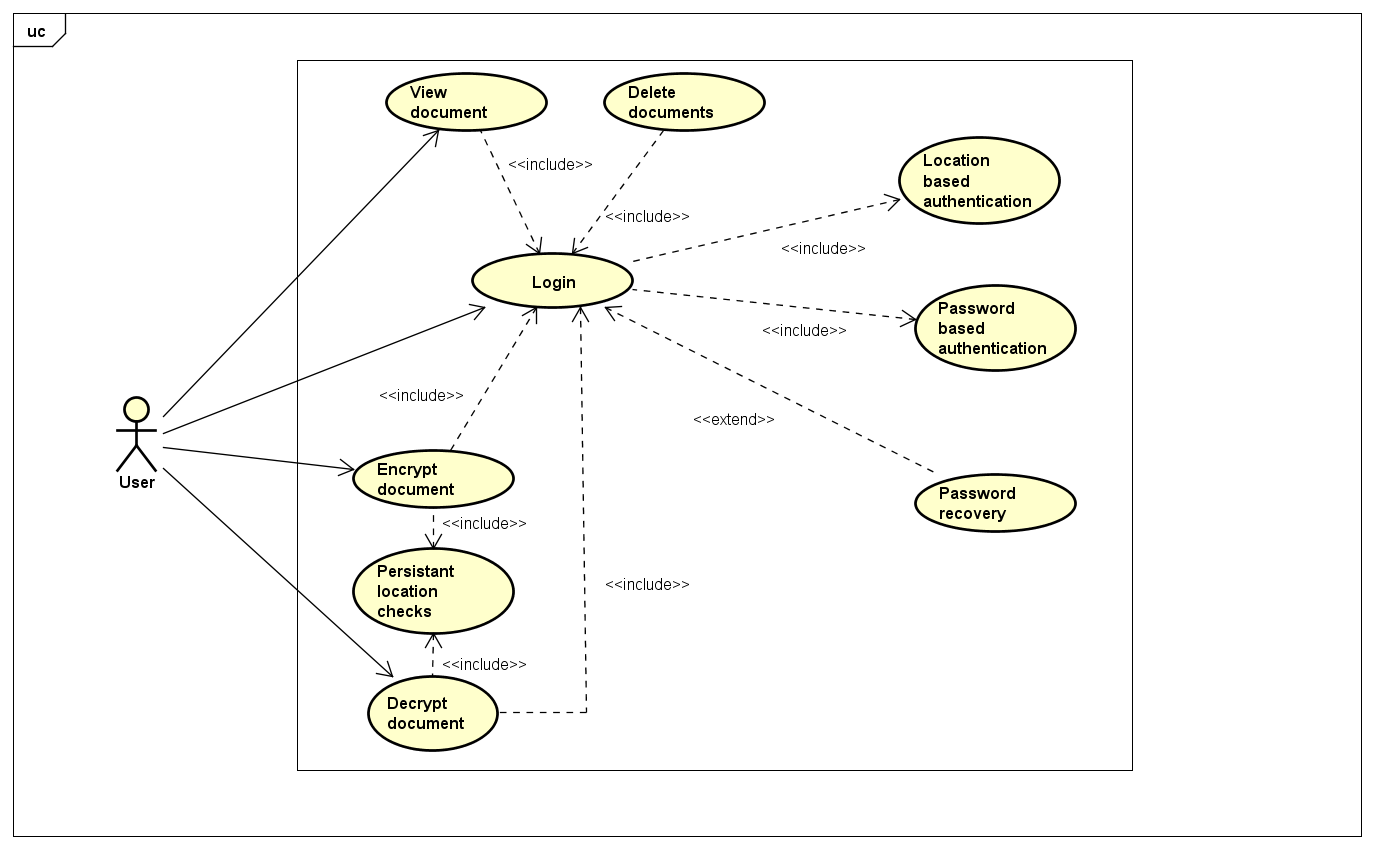 uc
View
document
Delete
documents
<<include>>
Location
based
authentication
<<include>>
<<include>>
Login
Password
based
authentication
<<include>>
<<include>>
<<extend>>
User
Encrypt
document
Password
recovery
<<include>>
Persistant
location
checks
<<include>>
<<include>>
Decrypt
document